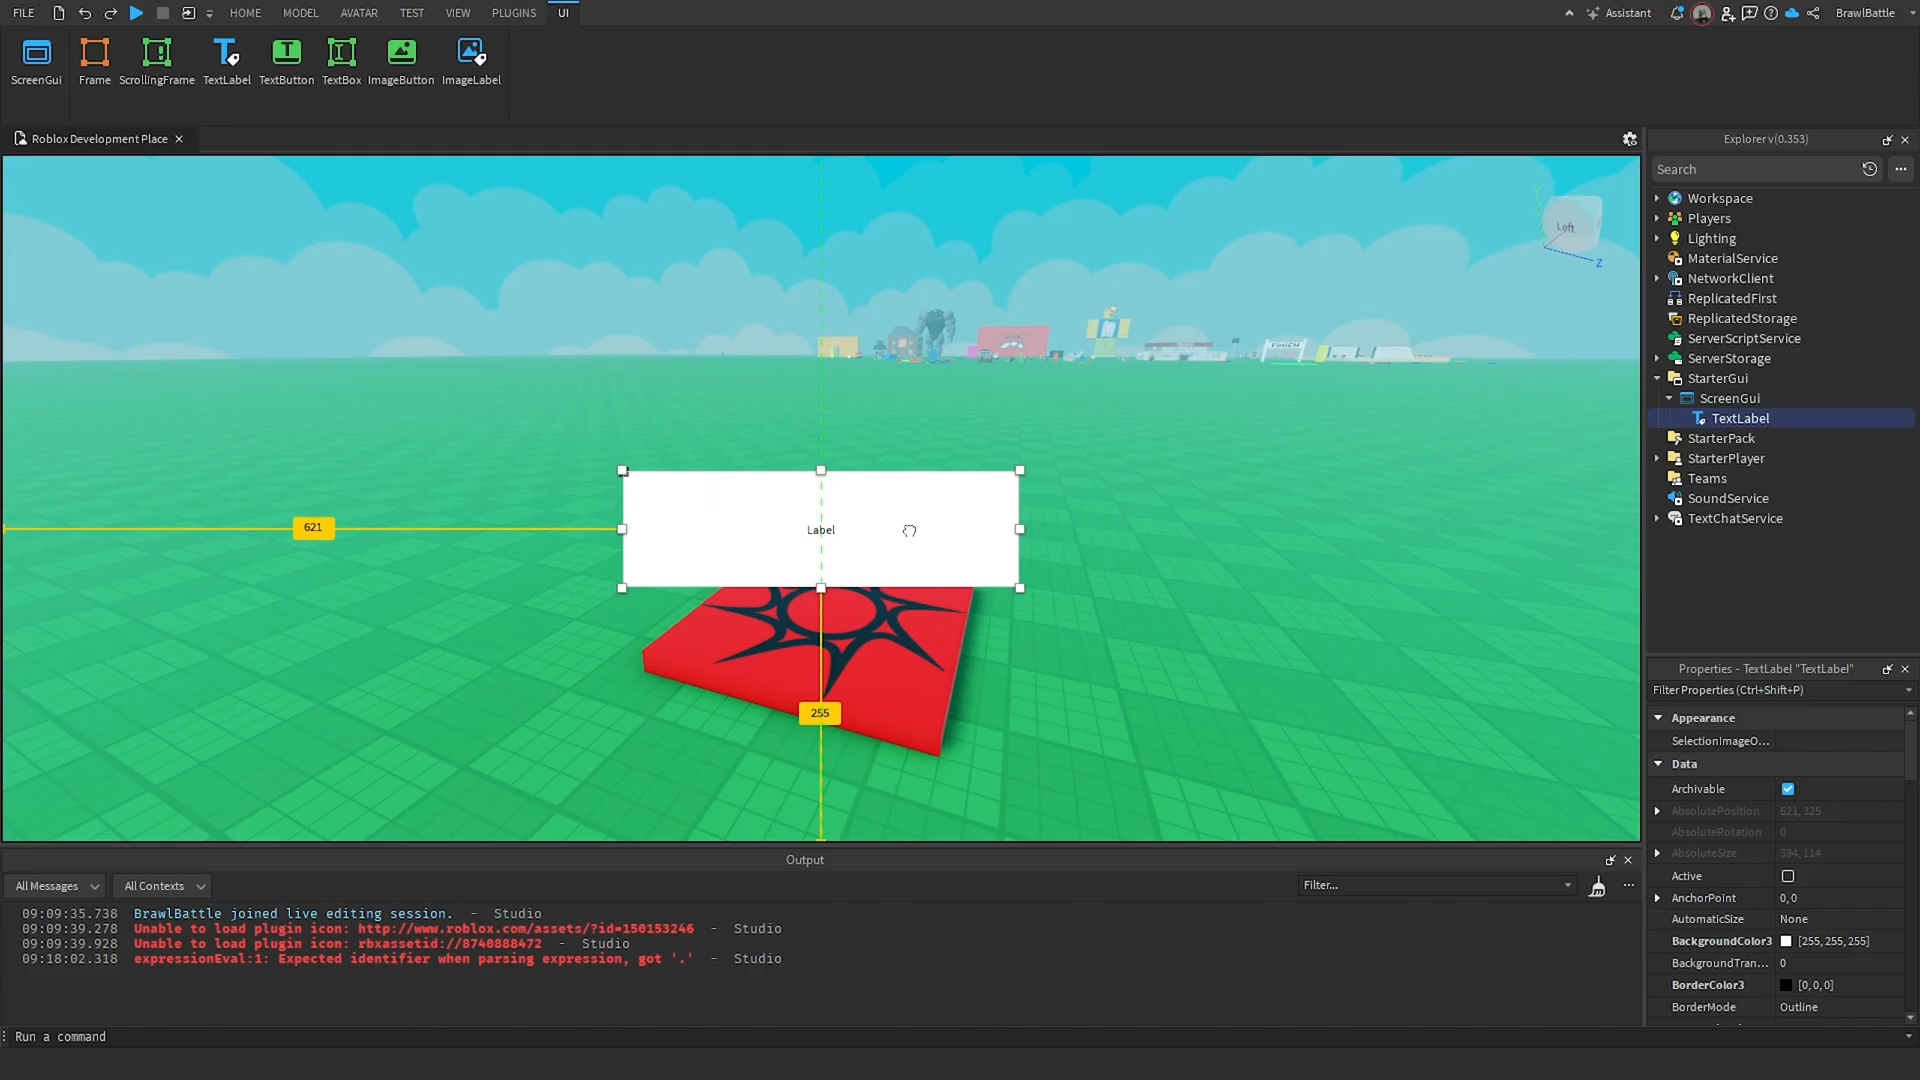 FILE
HOME
MODEL
AVATAR
TEST
VIEW
PLUGINS
UI
Assistant
BrawlBattle
ScreenGui
Frame
ScrollingFrame
TextLabel
TextButton
TextBox
ImageButton
ImageLabel
Roblox Development Place
Explorer v(0.353)
Search
Workspace
Players
Lighting
MaterialService
NetworkClient
ReplicatedFirst
ReplicatedStorage
ServerScriptService
ServerStorage
StarterGui
ScreenGui
TextLabel
StarterPack
StarterPlayer
Teams
SoundService
TextChatService
Left
Z
FINISH
621
Label
255
Properties - TextLabel "TextLabel"
Filter Properties (Ctrl+Shift+P)
Appearance
SelectionImageO...
Data
Archivable
AbsolutePosition 621, 325
AbsoluteRotation 0
AbsoluteSize 394, 114
Active
AnchorPoint 0, 0
AutomaticSize None
BackgroundColor3 [255, 255, 255]
BackgroundTran... 0
BorderColor3 [0, 0, 0]
BorderMode Outline
Output
All Messages
All Contexts
Filter...
09:09:35.738 BrawlBattle joined live editing session. - Studio
09:09:39.278 Unable to load plugin icon: http://www.roblox.com/assets/?id=150153246 - Studio
09:09:39.928 Unable to load plugin icon: rbxassetid://8740888472 - Studio
09:18:02.318 expressionEval:1: Expected identifier when parsing expression, got '.' - Studio
Run a command